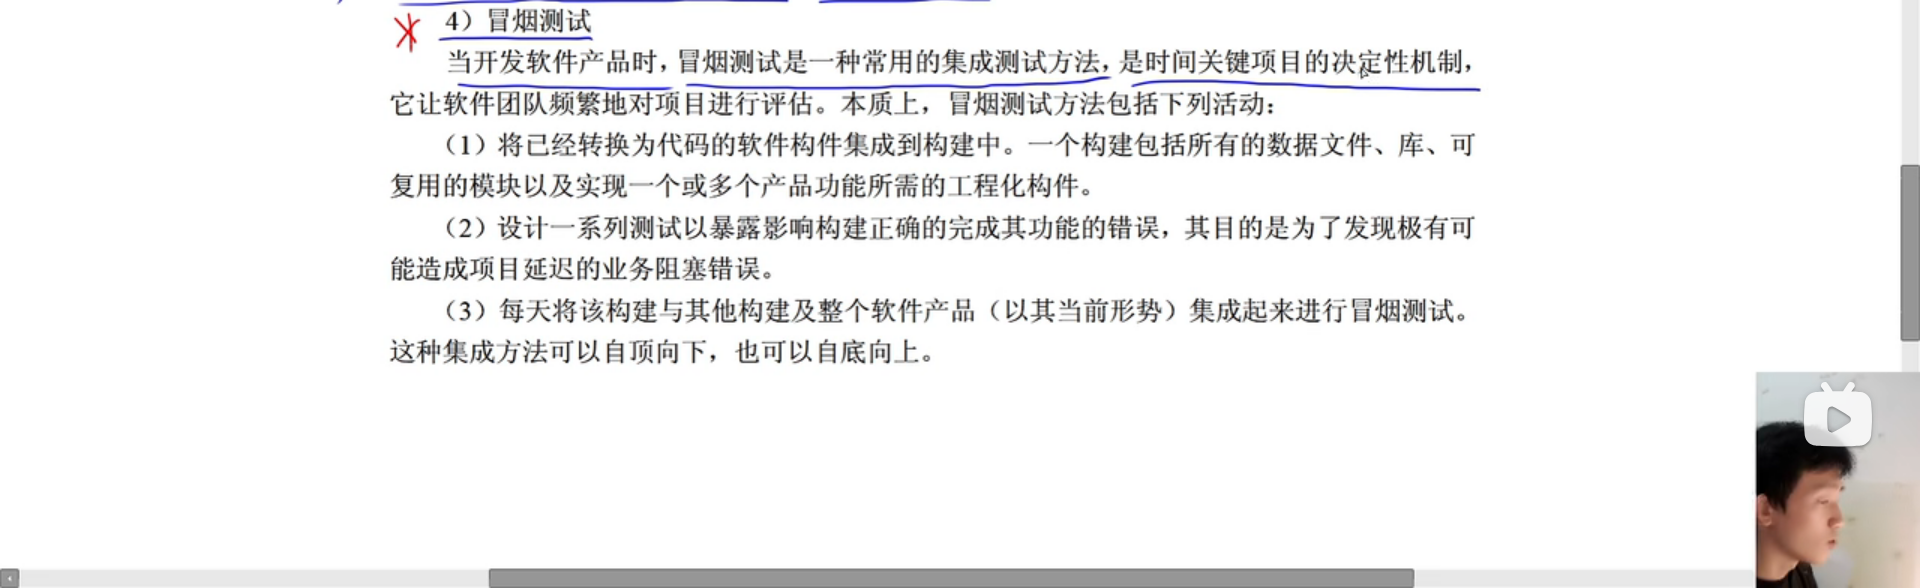 4）冒烟测试
当开发软件产品时，冒烟测试是一种常用的集成测试方法，是时间关键项目的决定性机制，
它让软件团队频繁地对项目进行评估。本质上，冒烟测试方法包括下列活动：
（1）将已经转换为代码的软件构件集成到构建中。一个构建包括所有的数据文件、库、可
复用的模块以及实现一个或多个产品功能所需的工程化构件。
（2）设计一系列测试以暴露影响构建正确的完成其功能的错误，其目的是为了发现极有可
能造成项目延迟的业务阻塞错误。
（3）每天将该构建与其他构建及整个软件产品（以其当前形势）集成起来进行冒烟测试。
这种集成方法可以自顶向下，也可以自底向上。